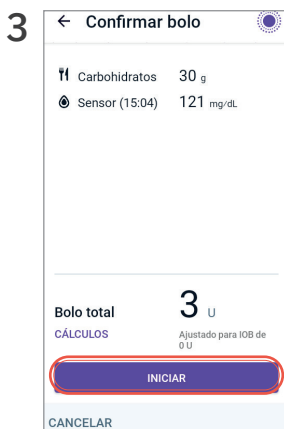 3
← Confirmar bolo
Carbohidratos 30 g
Sensor (15:04) 121 mg/dL
Bolo total 3 U
CÁLCULOS Ajustado para IOB de
0 U
INICIAR
CANCELAR